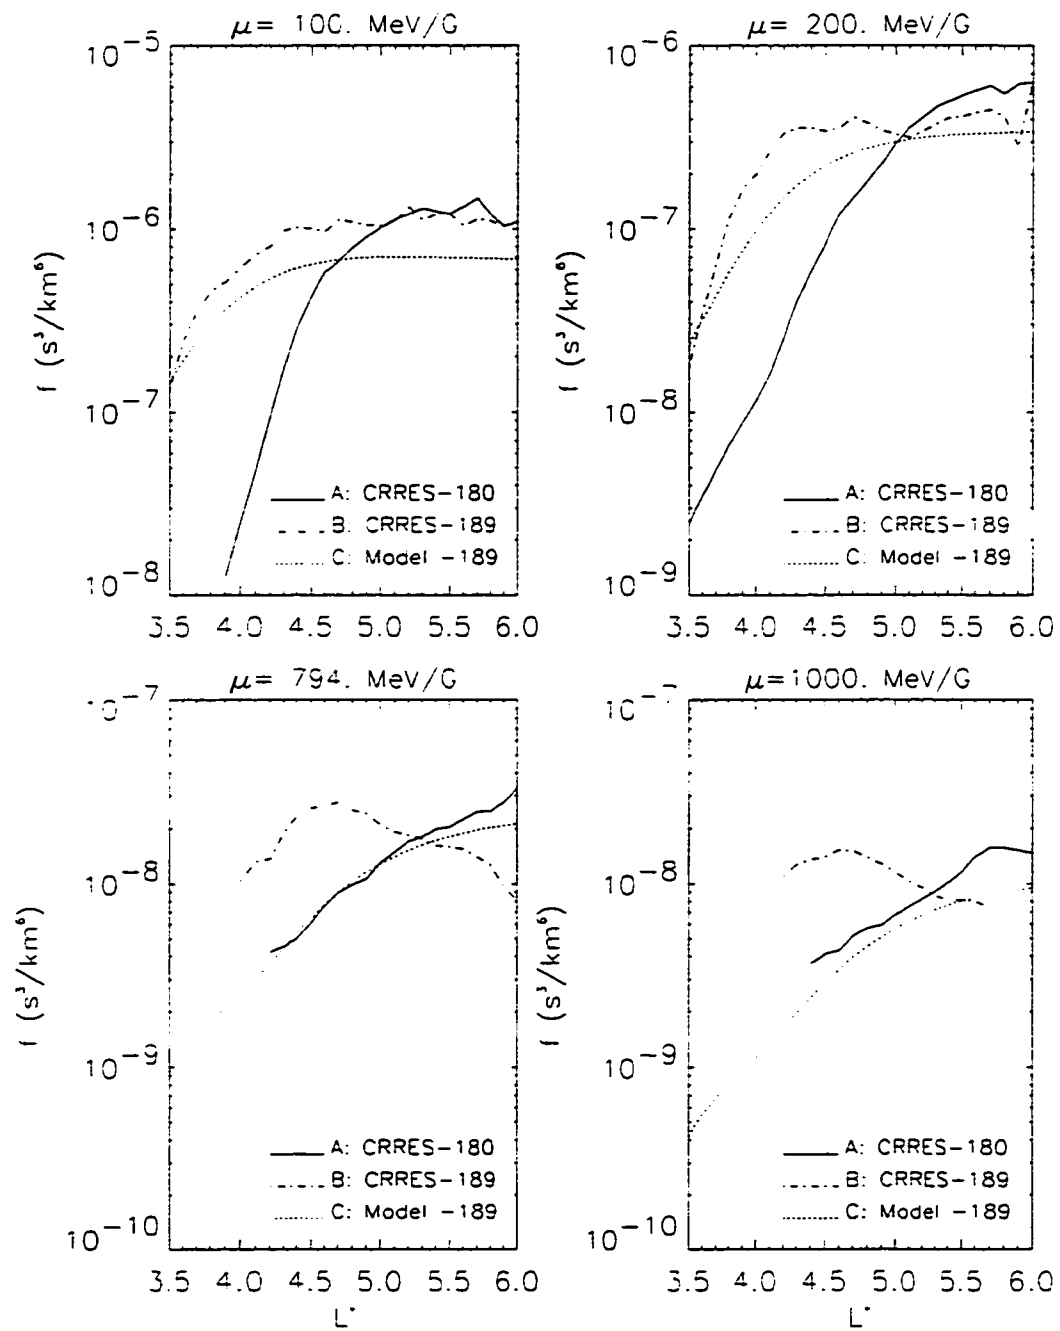 μ= 100. MeV/G
10⁻⁵
10⁻⁶
10⁻⁷
10⁻⁸
f (s³/km⁶)
A: CRRES-180
B: CRRES-189
C: Model -189
3.5 4.0 4.5 5.0 5.5 6.0
μ= 200. MeV/G
10⁻⁶
10⁻⁷
10⁻⁸
10⁻⁹
f (s³/km⁶)
A: CRRES-180
B: CRRES-189
C: Model -189
3.5 4.0 4.5 5.0 5.5 6.0
μ= 794. MeV/G
10⁻⁷
10⁻⁸
10⁻⁹
10⁻¹⁰
f (s³/km⁶)
A: CRRES-180
B: CRRES-189
C: Model -189
3.5 4.0 4.5 5.0 5.5 6.0
L*
μ=1000. MeV/G
10⁻⁷
10⁻⁸
10⁻⁹
10⁻¹⁰
f (s³/km⁶)
A: CRRES-180
B: CRRES-189
C: Model -189
3.5 4.0 4.5 5.0 5.5 6.0
L*